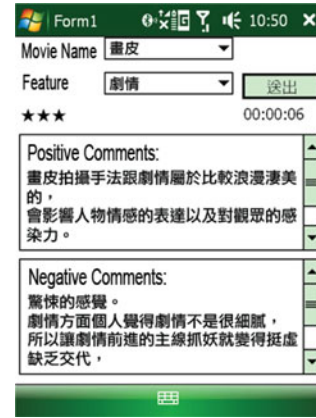 Form1 10:50
Movie Name 畫皮
Feature 劇情 送出
★★★ 00:00:06
Positive Comments:
畫皮拍攝手法跟劇情屬於比較浪漫淒美
的，
會影響人物情感的表達以及對觀眾的感
染力。
Negative Comments:
驚悚的感覺。
劇情方面個人覺得劇情不是很細膩，
所以讓劇情前進的主線抓妖就變得挺虛
缺乏交代，